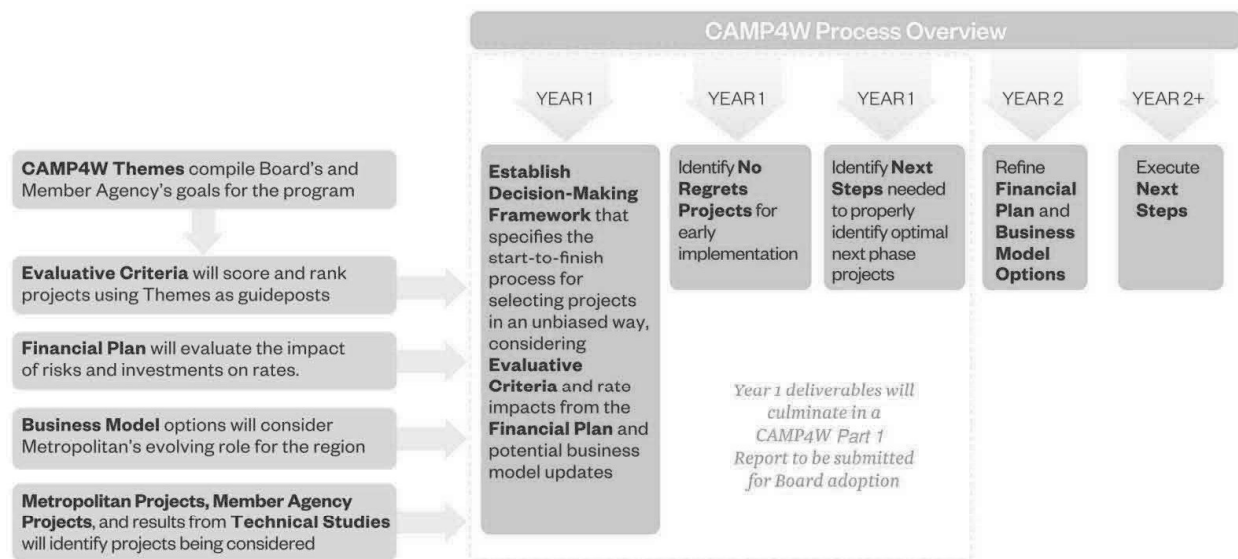 CAMP4W Process Overview
YEAR 1
YEAR 1
YEAR 1
YEAR 2
YEAR 2+
CAMP4W Themes compile Board's and
Member Agency's goals for the program
Evaluative Criteria will score and rank
projects using Themes as guideposts
Financial Plan will evaluate the impact
of risks and investments on rates.
Business Model options will consider
Metropolitan's evolving role for the region
Metropolitan Projects, Member Agency
Projects, and results from Technical Studies
will identify projects being considered
Establish
Decision-Making
Framework that
specifies the
start-to-finish
process for
selecting projects
in an unbiased way,
considering
Evaluative
Criteria and rate
impacts from the
Financial Plan and
potential business
model updates
Identify No
Regrets
Projects for
early
implementation
Identify Next
Steps needed
to properly
identify optimal
next phase
projects
Refine
Financial
Plan and
Business
Model
Options
Execute
Next
Steps
Year 1 deliverables will
culminate in a
CAMP4W Part 1
Report to be submitted
for Board adoption